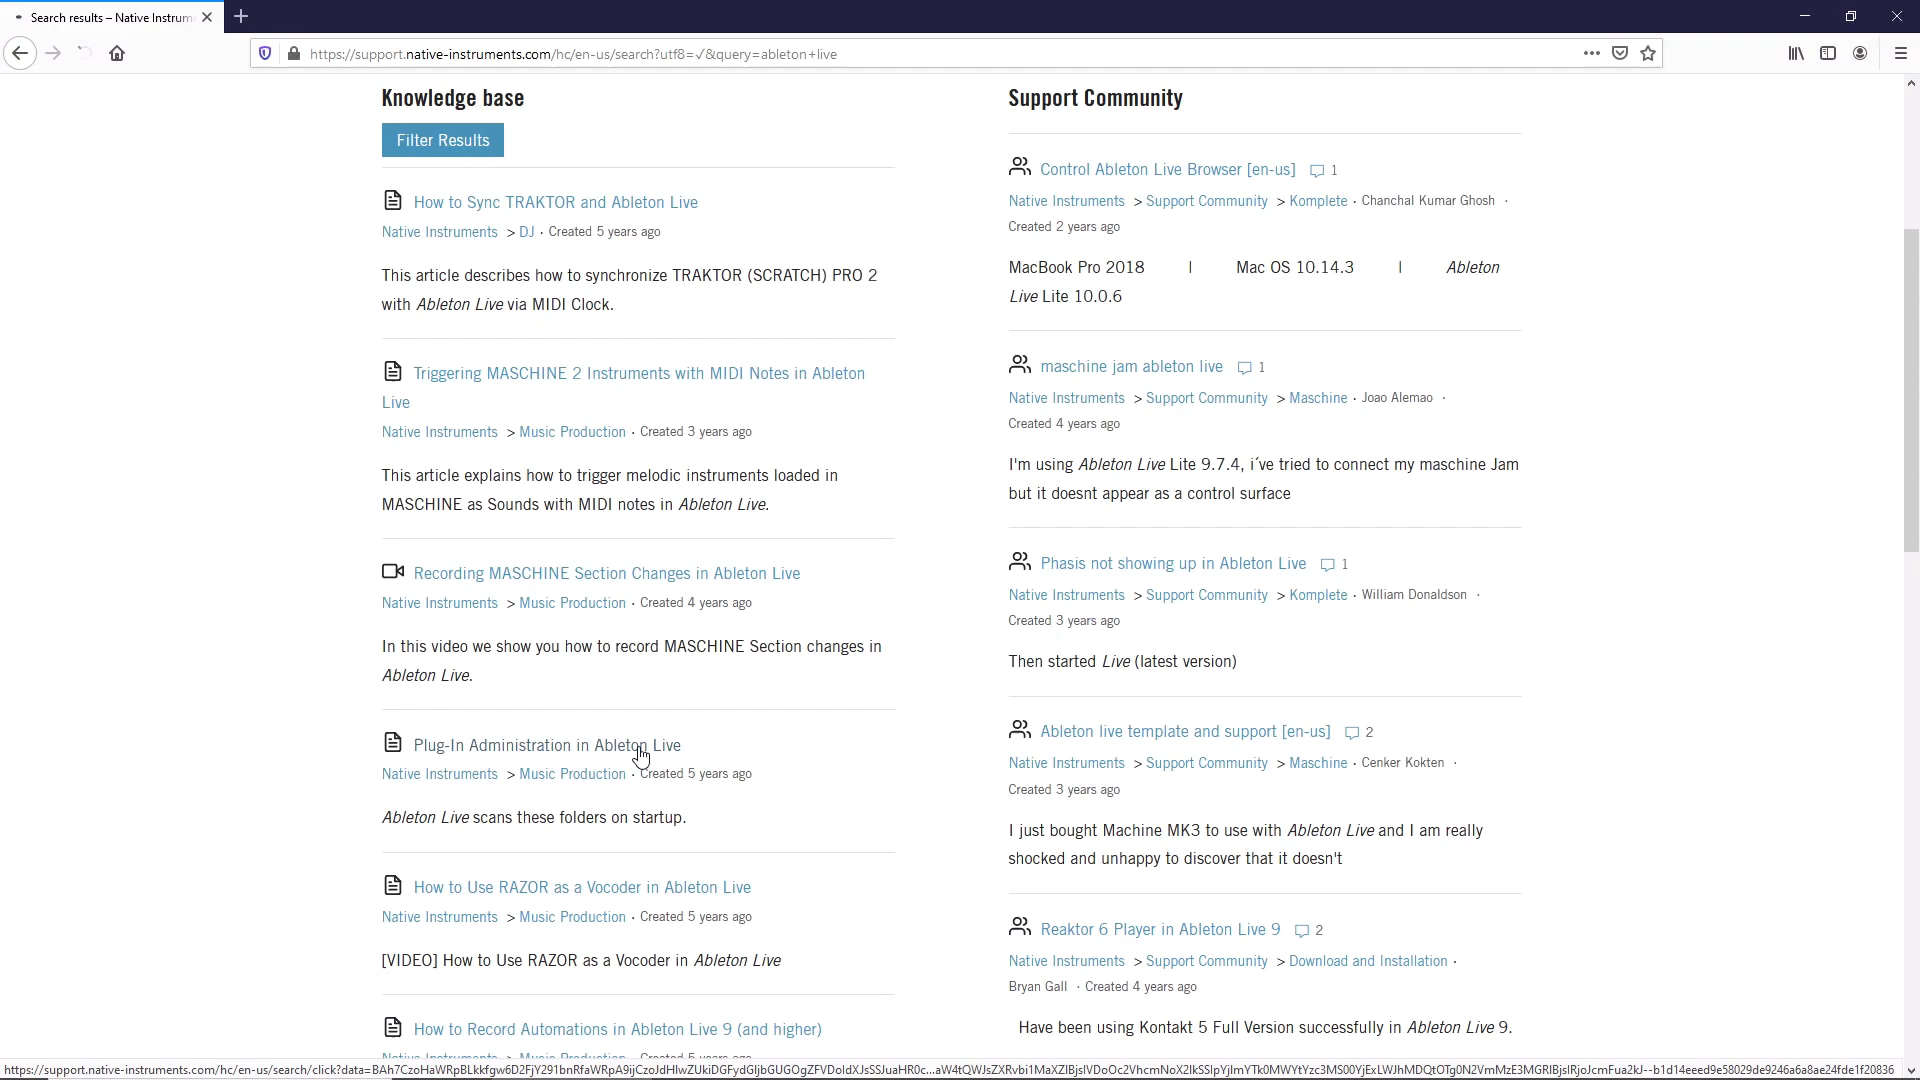 Search results – Native Instrum
https://support.native-instruments.com/hc/en-us/search?utf8=✓&query=ableton+live
Knowledge base
Filter Results
How to Sync TRAKTOR and Ableton Live
Native Instruments > DJ · Created 5 years ago
This article describes how to synchronize TRAKTOR (SCRATCH) PRO 2
with Ableton Live via MIDI Clock.
Triggering MASCHINE 2 Instruments with MIDI Notes in Ableton
Live
Native Instruments > Music Production · Created 3 years ago
This article explains how to trigger melodic instruments loaded in
MASCHINE as Sounds with MIDI notes in Ableton Live.
Recording MASCHINE Section Changes in Ableton Live
Native Instruments > Music Production · Created 4 years ago
In this video we show you how to record MASCHINE Section changes in
Ableton Live.
Plug-In Administration in Ableton Live
Native Instruments > Music Production · Created 5 years ago
Ableton Live scans these folders on startup.
How to Use RAZOR as a Vocoder in Ableton Live
Native Instruments > Music Production · Created 5 years ago
[VIDEO] How to Use RAZOR as a Vocoder in Ableton Live
How to Record Automations in Ableton Live 9 (and higher)
Native Instruments > Music Production · Created 5 years ago
Support Community
Control Ableton Live Browser [en-us] 1
Native Instruments > Support Community > Komplete · Chanchal Kumar Ghosh ·
Created 2 years ago
MacBook Pro 2018 | Mac OS 10.14.3 | Ableton
Live Lite 10.0.6
maschine jam ableton live 1
Native Instruments > Support Community > Maschine · Joao Alemao ·
Created 4 years ago
I'm using Ableton Live Lite 9.7.4, i´ve tried to connect my maschine Jam
but it doesnt appear as a control surface
Phasis not showing up in Ableton Live 1
Native Instruments > Support Community > Komplete · William Donaldson ·
Created 3 years ago
Then started Live (latest version)
Ableton live template and support [en-us] 2
Native Instruments > Support Community > Maschine · Cenker Kokten ·
Created 3 years ago
I just bought Machine MK3 to use with Ableton Live and I am really
shocked and unhappy to discover that it doesn't
Reaktor 6 Player in Ableton Live 9 2
Native Instruments > Support Community > Download and Installation ·
Bryan Gall · Created 4 years ago
Have been using Kontakt 5 Full Version successfully in Ableton Live 9.